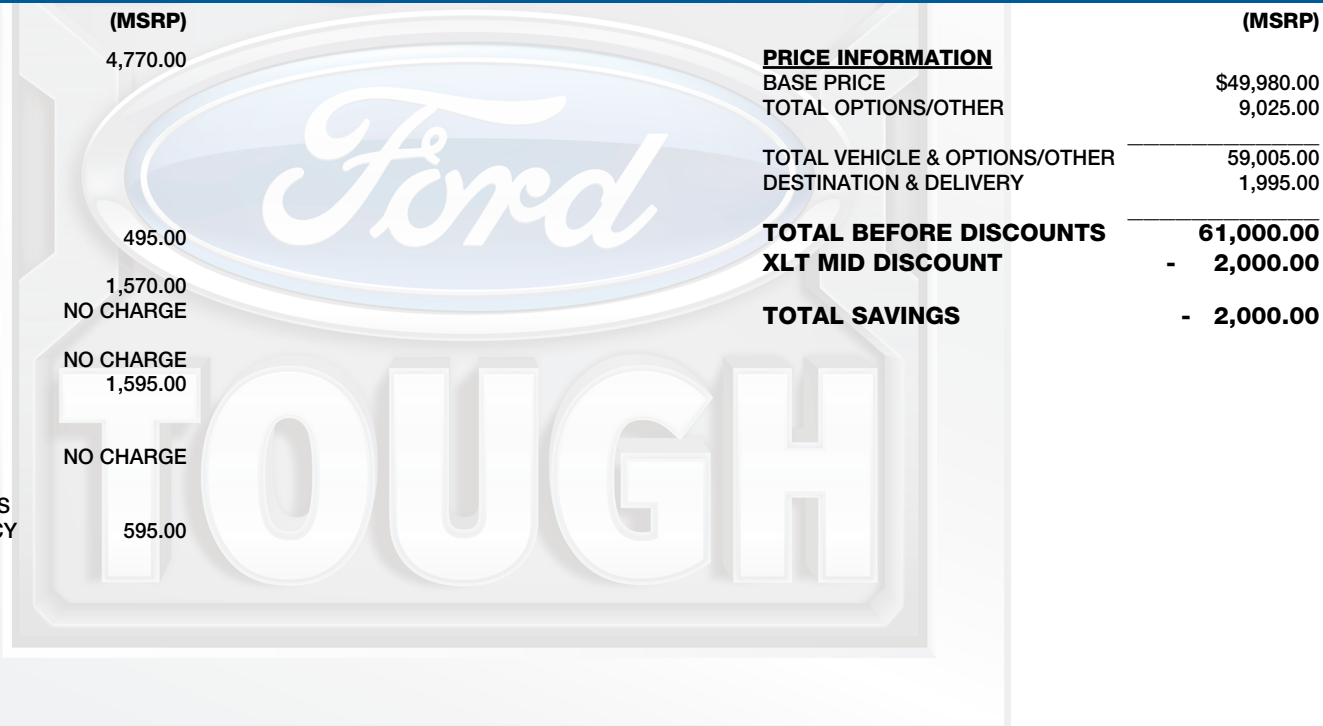 (MSRP)
4,770.00
495.00
1,570.00
NO CHARGE
NO CHARGE
1,595.00
NO CHARGE
S
CY 595.00
(MSRP)
PRICE INFORMATION
BASE PRICE $49,980.00
TOTAL OPTIONS/OTHER 9,025.00
TOTAL VEHICLE & OPTIONS/OTHER 59,005.00
DESTINATION & DELIVERY 1,995.00
TOTAL BEFORE DISCOUNTS 61,000.00
XLT MID DISCOUNT - 2,000.00
TOTAL SAVINGS - 2,000.00
Ford
TOUGH